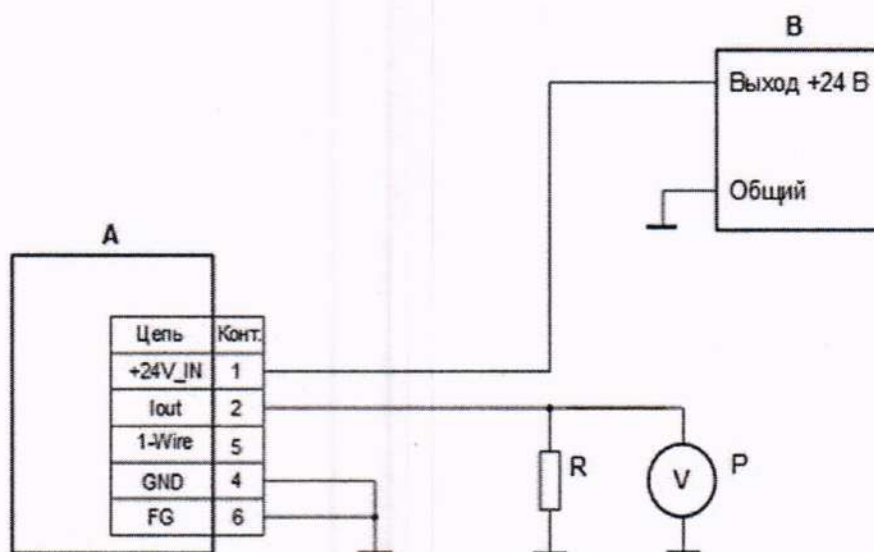 B
Выход +24 В
Общий
A
Цепь Конт.
+24V_IN 1
Iout 2
1-Wire 5
GND 4
FG 6
R
V
P